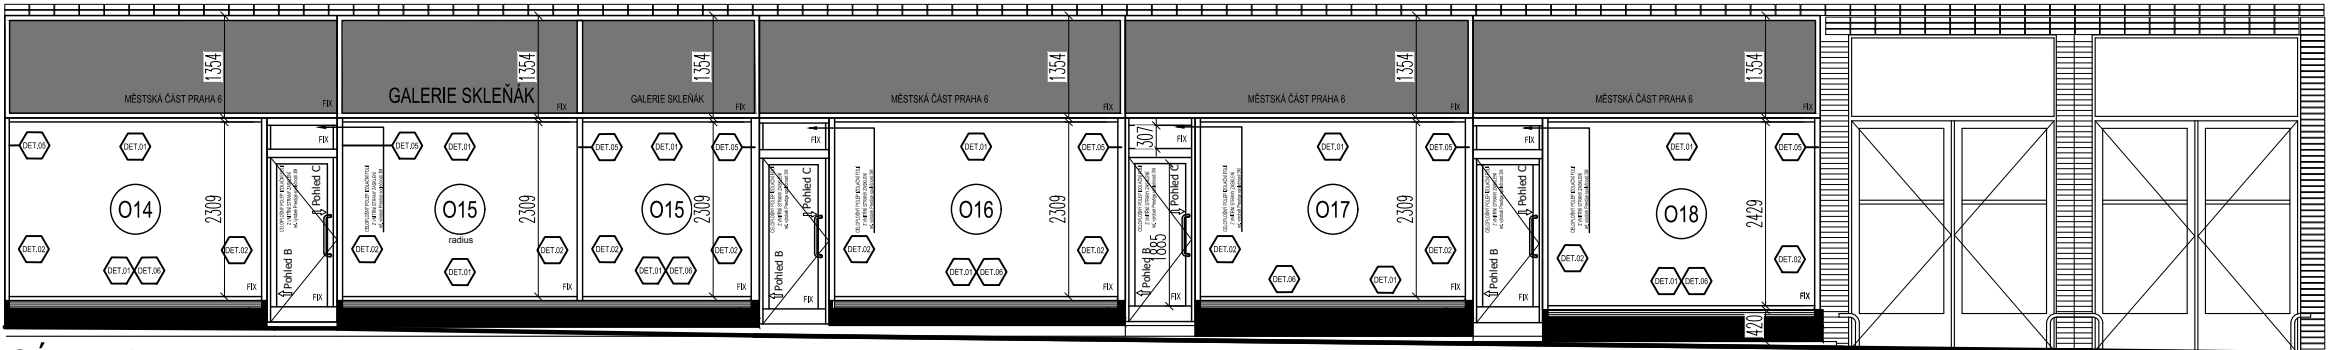 1354
1354
1354
1354
1354
1354
MĚSTSKÁ ČÁST PRAHA 6
FIX
GALERIE SKLEŇÁK
FIX
GALERIE SKLEŇÁK
FIX
MĚSTSKÁ ČÁST PRAHA 6
FIX
MĚSTSKÁ ČÁST PRAHA 6
FIX
MĚSTSKÁ ČÁST PRAHA 6
FIX
DET.05
DET.01
O14
2309
DET.02
DET.01
DET.06
DET.02
FIX
FIX
Pohled C
Pohled B
FIX
DET.05
DET.01
O15
radius
2309
DET.02
DET.01
DET.02
DET.05
DET.01
DET.05
O15
2309
DET.02
DET.01
DET.06
DET.02
FIX
FIX
Pohled C
Pohled B
FIX
DET.01
DET.05
O16
2309
DET.02
DET.01
DET.06
DET.02
FIX
307
Pohled C
Pohled B
1885
FIX
DET.01
DET.05
O17
2309
DET.02
DET.06
DET.01
DET.02
FIX
FIX
Pohled C
Pohled B
FIX
DET.01
DET.05
O18
2429
DET.02
DET.01
DET.06
DET.02
FIX
420